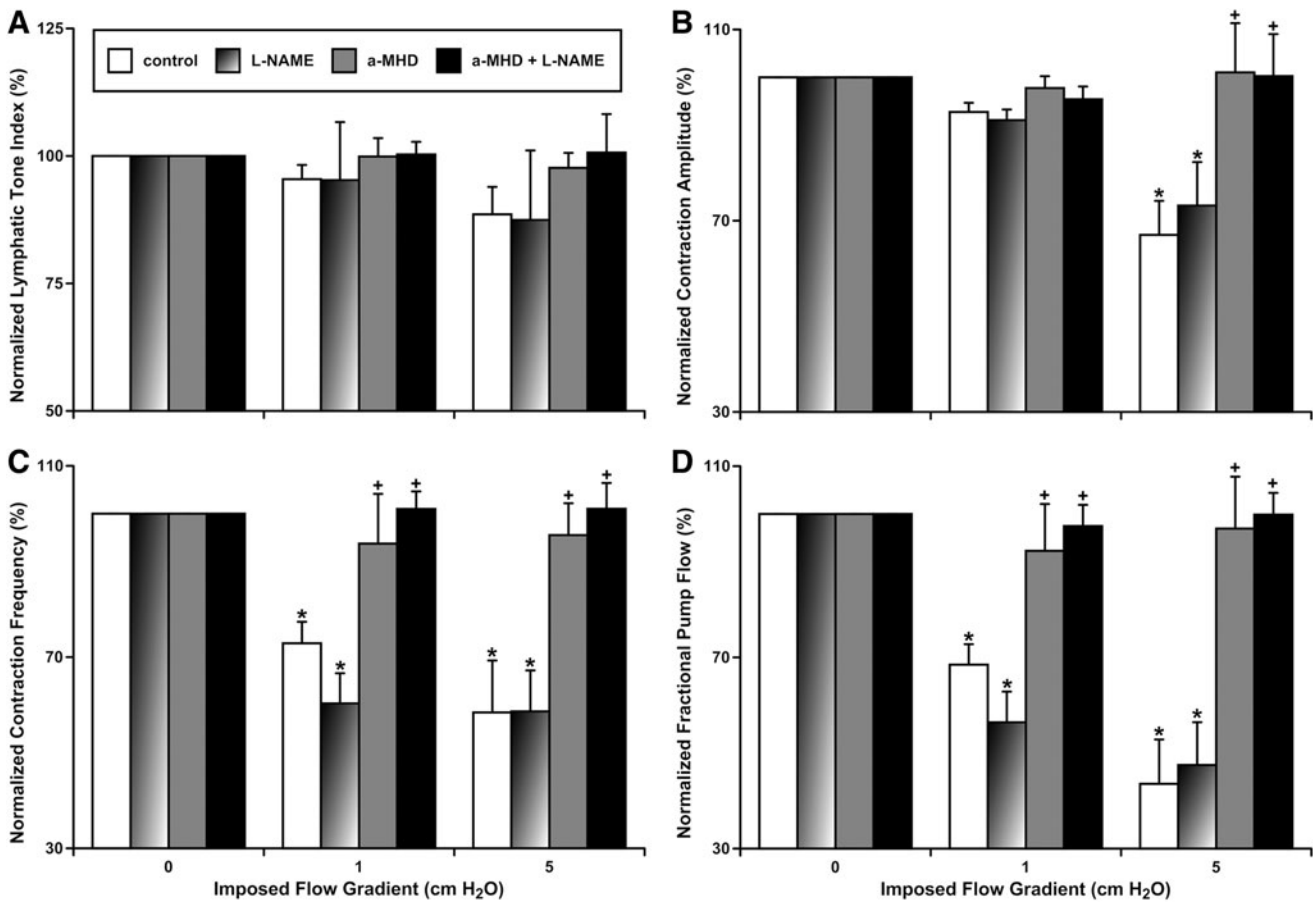 A
125
100
75
50
Normalized Lymphatic Tone Index (%)
control
L-NAME
a-MHD
a-MHD + L-NAME
B
110
70
30
Normalized Contraction Amplitude (%)
*
*
+
+
C
110
70
30
Normalized Contraction Frequency (%)
*
*
+
+
*
*
+
+
0
1
5
Imposed Flow Gradient (cm H₂O)
D
110
70
30
Normalized Fractional Pump Flow (%)
*
*
+
+
*
*
+
+
0
1
5
Imposed Flow Gradient (cm H₂O)